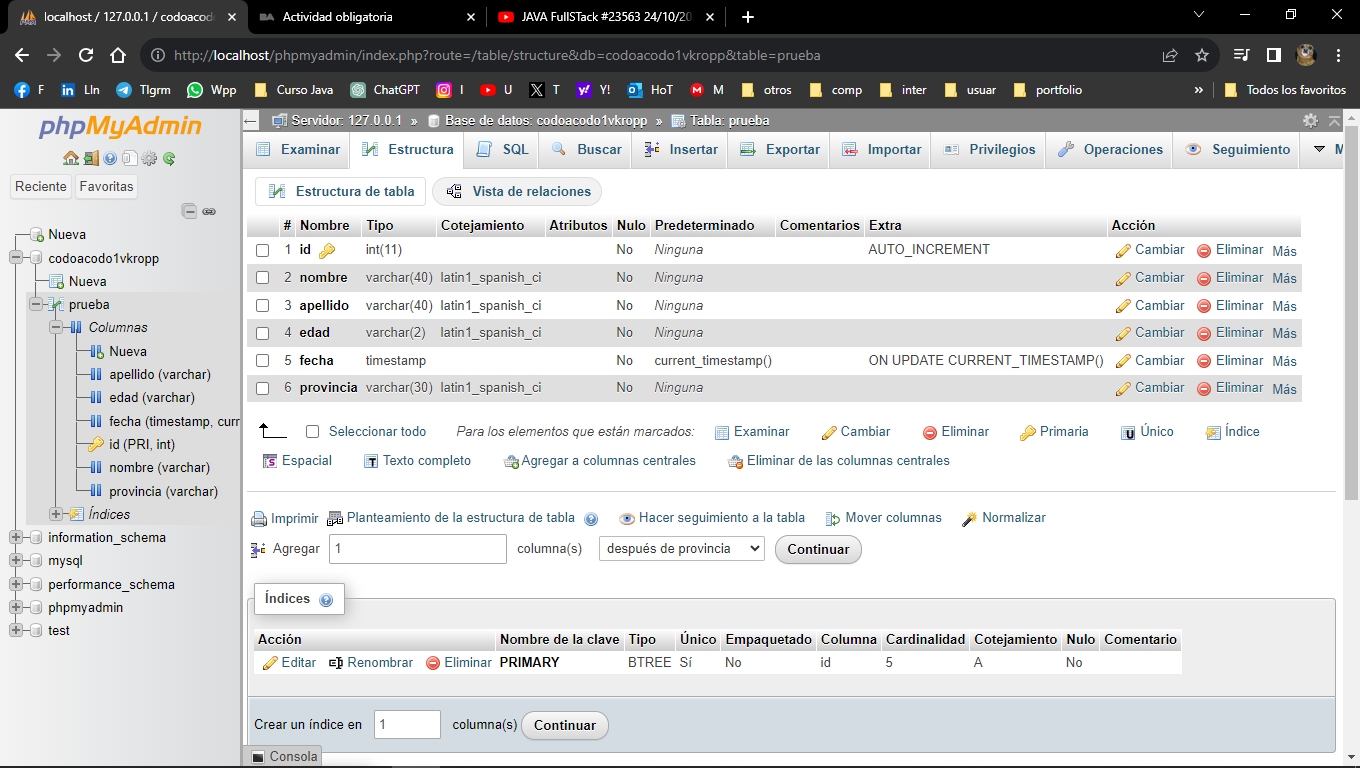 localhost / 127.0.0.1 / codoacod
Actividad obligatoria
JAVA FullSTack #23563 24/10/20
http://localhost/phpmyadmin/index.php?route=/table/structure&db=codoacodo1vkropp&table=prueba
F
LIn
Tlgrm
Wpp
Curso Java
ChatGPT
I
U
T
Y!
HoT
M
otros
comp
inter
usuar
portfolio
»
Todos los favoritos
phpMyAdmin
Reciente Favoritas
Nueva
codoacodo1vkropp
Nueva
prueba
Columnas
Nueva
apellido (varchar)
edad (varchar)
fecha (timestamp, curr
id (PRI, int)
nombre (varchar)
provincia (varchar)
Índices
information_schema
mysql
performance_schema
phpmyadmin
test
Servidor: 127.0.0.1 » Base de datos: codoacodo1vkropp » Tabla: prueba
Examinar Estructura SQL Buscar Insertar Exportar Importar Privilegios Operaciones Seguimiento M
Estructura de tabla Vista de relaciones
# Nombre Tipo Cotejamiento Atributos Nulo Predeterminado Comentarios Extra Acción
1 id int(11) No Ninguna AUTO_INCREMENT Cambiar Eliminar Más
2 nombre varchar(40) latin1_spanish_ci No Ninguna Cambiar Eliminar Más
3 apellido varchar(40) latin1_spanish_ci No Ninguna Cambiar Eliminar Más
4 edad varchar(2) latin1_spanish_ci No Ninguna Cambiar Eliminar Más
5 fecha timestamp No current_timestamp() ON UPDATE CURRENT_TIMESTAMP() Cambiar Eliminar Más
6 provincia varchar(30) latin1_spanish_ci No Ninguna Cambiar Eliminar Más
Seleccionar todo Para los elementos que están marcados: Examinar Cambiar Eliminar Primaria Único Índice
Espacial Texto completo Agregar a columnas centrales Eliminar de las columnas centrales
Imprimir Planteamiento de la estructura de tabla Hacer seguimiento a la tabla Mover columnas Normalizar
Agregar 1 columna(s) después de provincia Continuar
Índices
Acción Nombre de la clave Tipo Único Empaquetado Columna Cardinalidad Cotejamiento Nulo Comentario
Editar Renombrar Eliminar PRIMARY BTREE Sí No id 5 A No
Crear un índice en 1 columna(s) Continuar
Consola